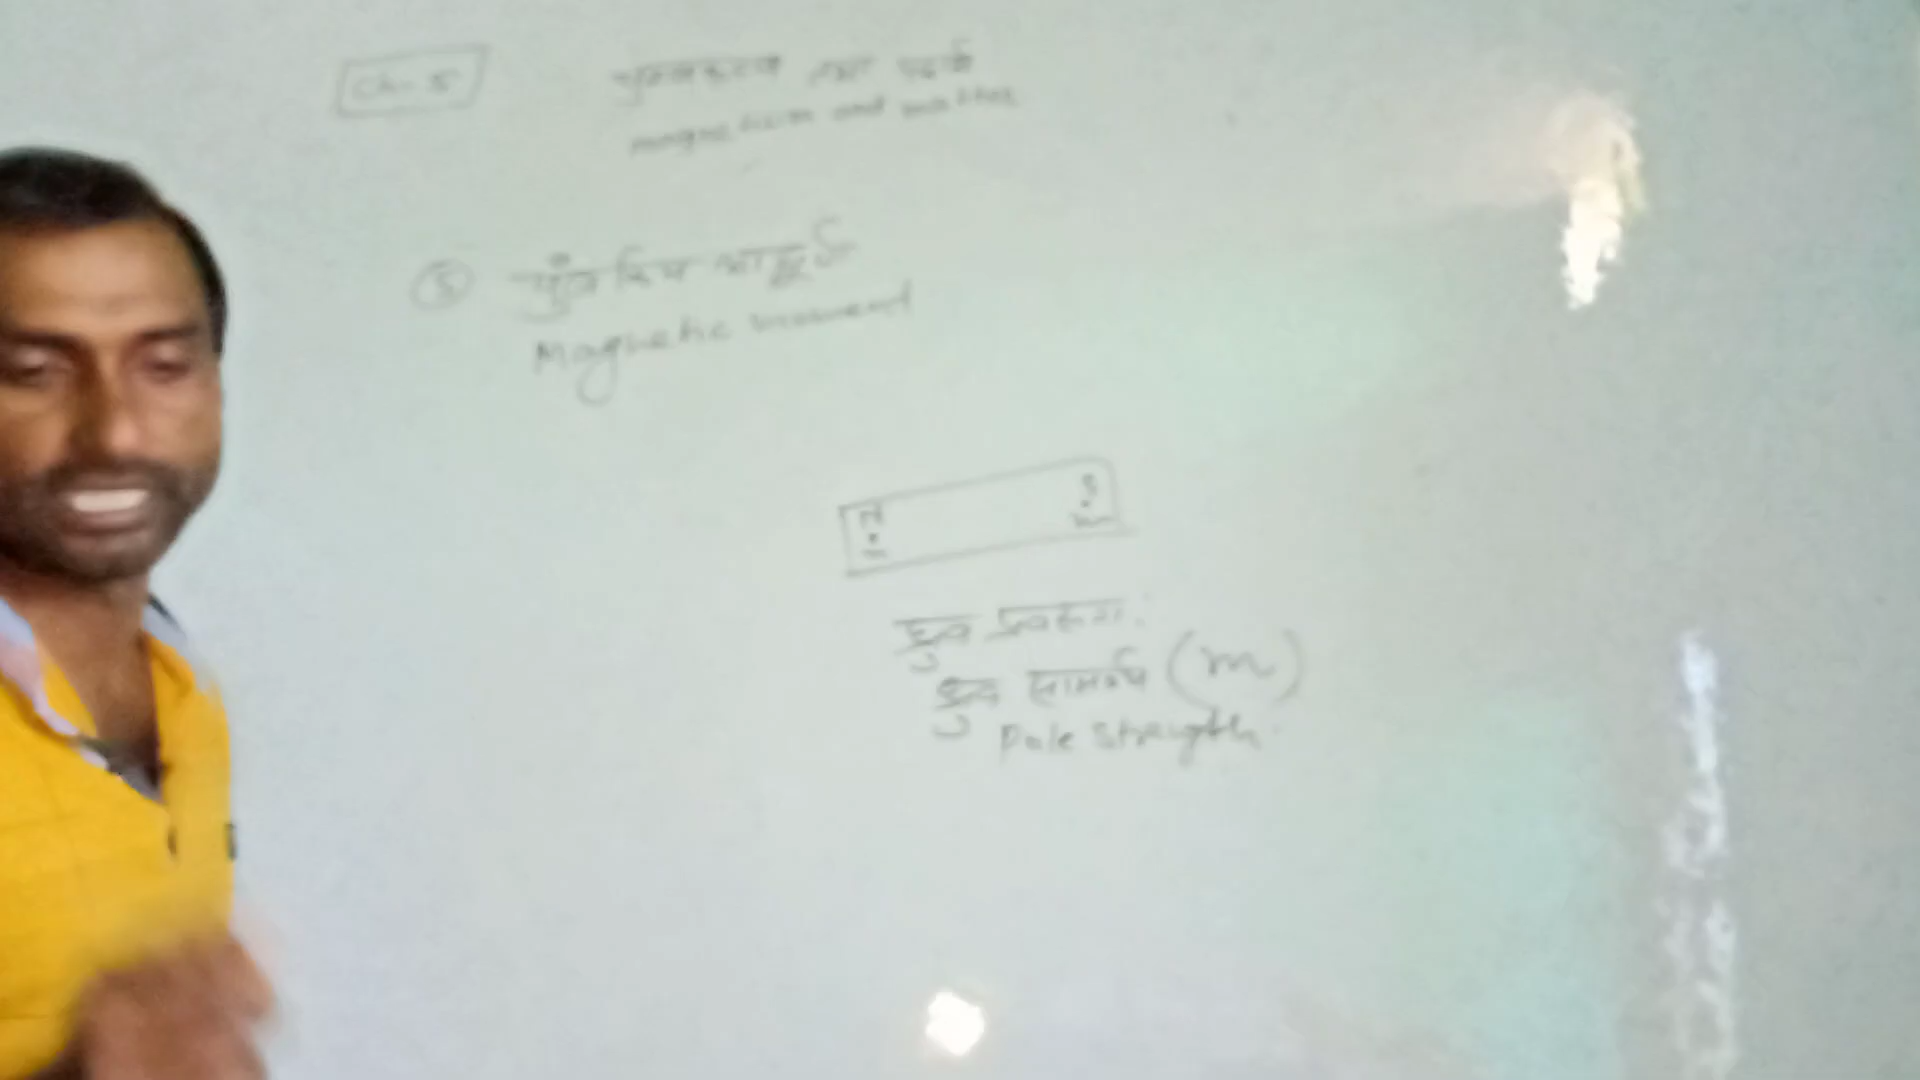 Ch- 5
चुम्बकत्व तथा पदार्थ
magnetism and matter
⑤ चुँबकिय आघूर्ण
Magnetic moment
N S
m m
ध्रुव प्रबलता
ध्रुव सामर्थ्य (m)
Pole strength.